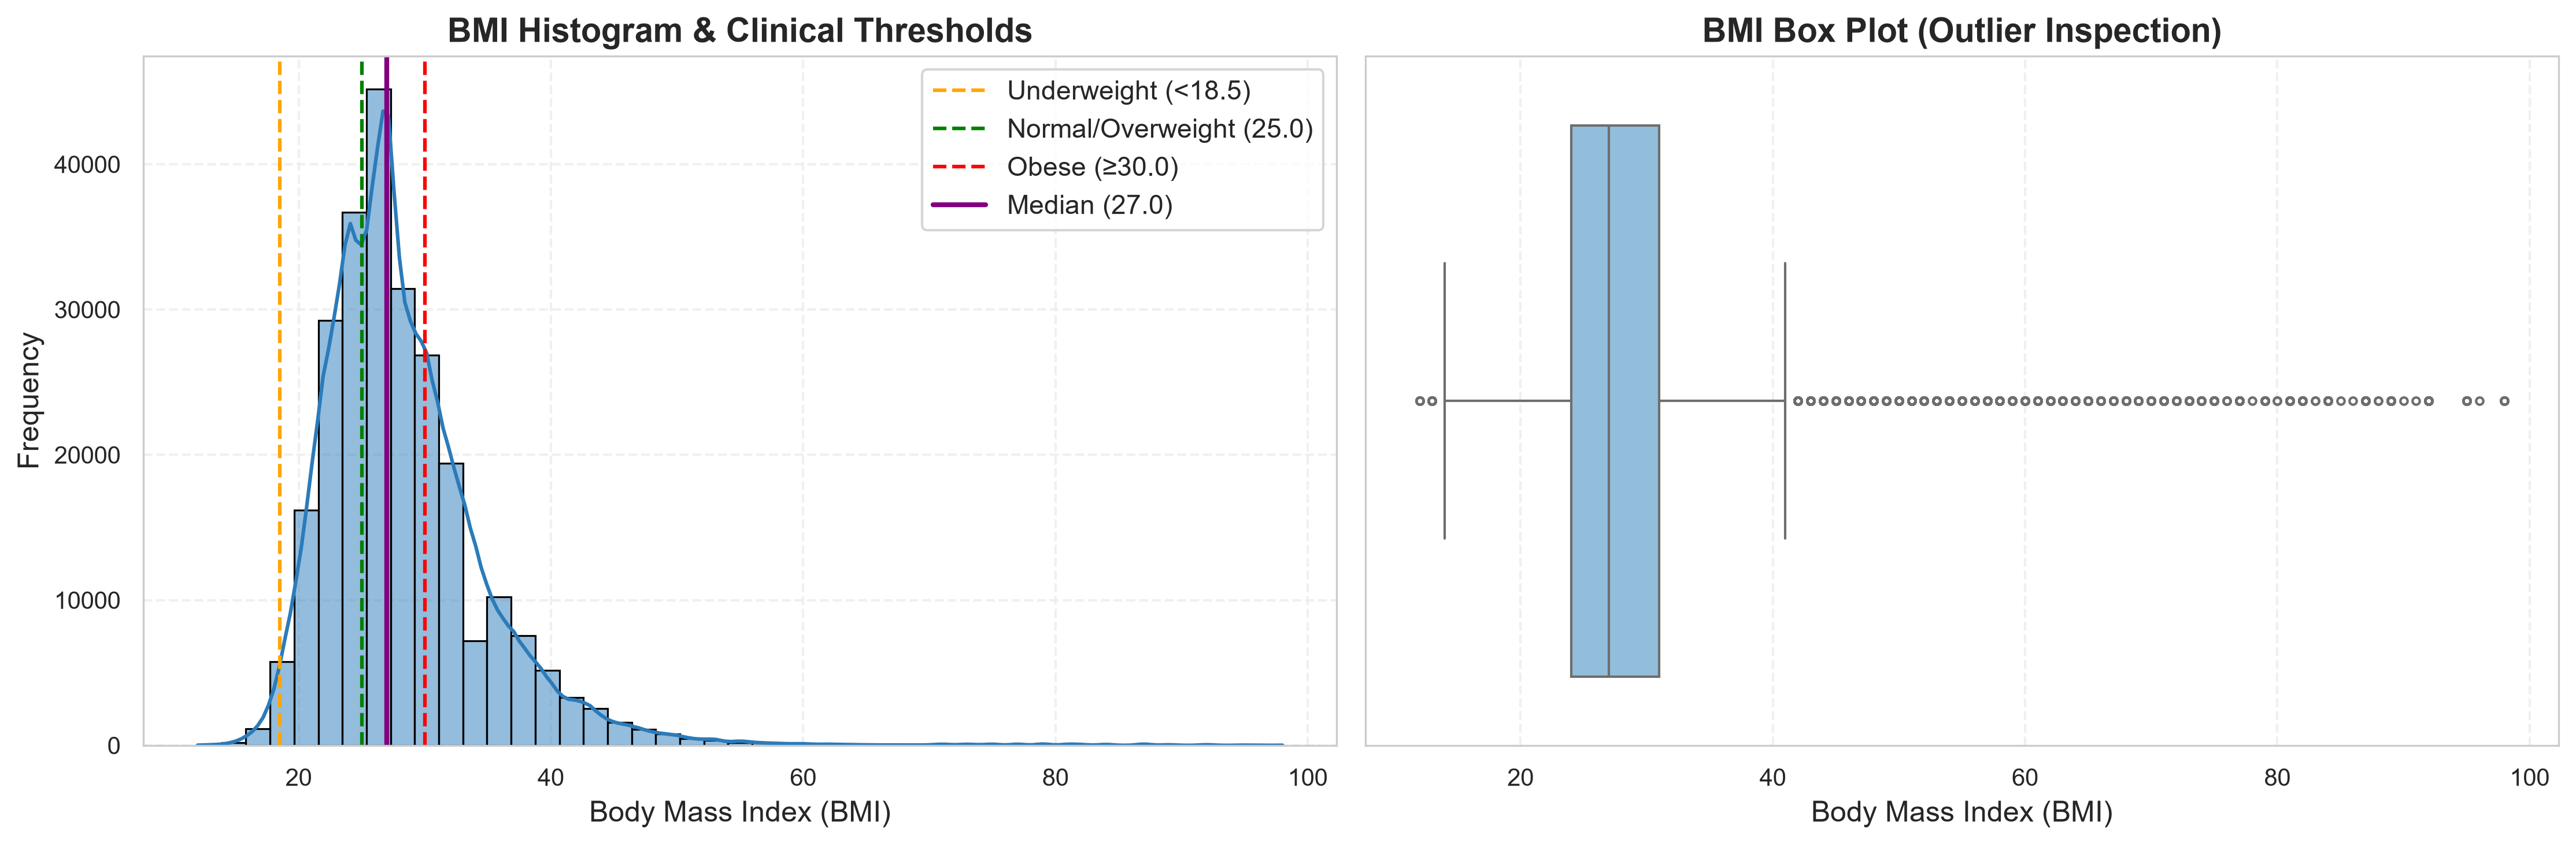 BMI Histogram & Clinical Thresholds
Underweight (<18.5)
Normal/Overweight (25.0)
Obese (≥30.0)
Median (27.0)
Frequency
40000
30000
20000
10000
0
20 40 60 80 100
Body Mass Index (BMI)
BMI Box Plot (Outlier Inspection)
20 40 60 80 100
Body Mass Index (BMI)